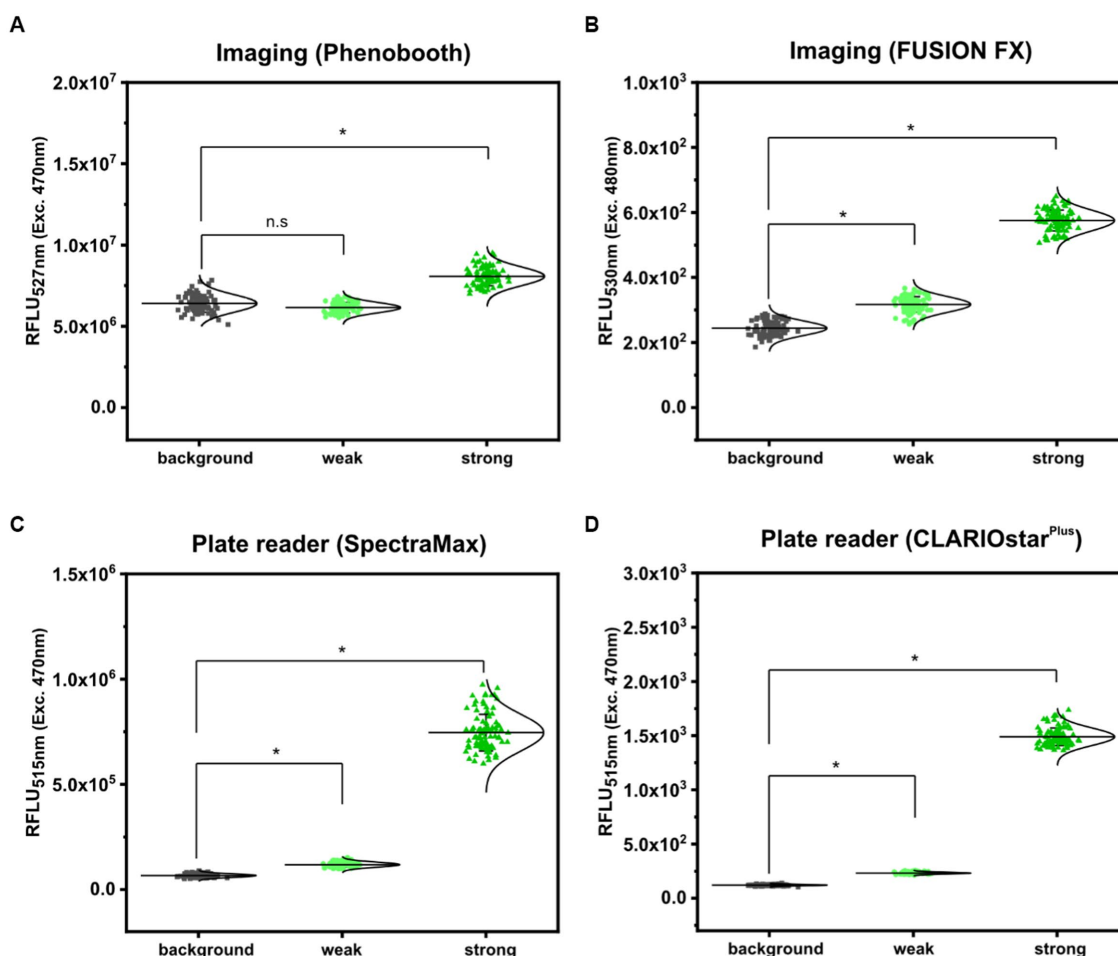 A
Imaging (Phenobooth)
RFLU527nm (Exc. 470nm)
2.0x10⁷
1.5x10⁷
1.0x10⁷
5.0x10⁶
0.0
*
n.s
background weak strong
B
Imaging (FUSION FX)
RFLU530nm (Exc. 480nm)
1.0x10³
8.0x10²
6.0x10²
4.0x10²
2.0x10²
0.0
*
*
background weak strong
C
Plate reader (SpectraMax)
RFLU515nm (Exc. 470nm)
1.5x10⁶
1.0x10⁶
5.0x10⁵
0.0
*
*
background weak strong
D
Plate reader (CLARIOstarPlus)
RFLU515nm (Exc. 470nm)
3.0x10³
2.5x10³
2.0x10³
1.5x10³
1.0x10³
5.0x10²
0.0
*
*
background weak strong